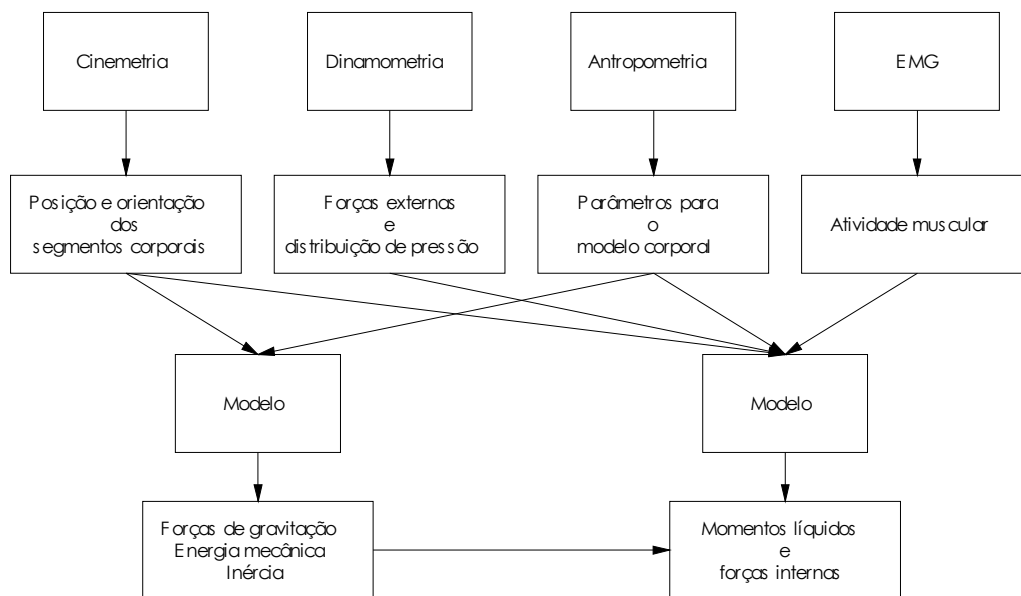 Cinemetria
Dinamometria
Antropometria
EMG
Posição e orientação
dos
segmentos corporais
Forças externas
e
distribuição de pressão
Parâmetros para
o
modelo corporal
Atividade muscular
Modelo
Modelo
Forças de gravitação
Energia mecânica
Inércia
Momentos líquidos
e
forças internas